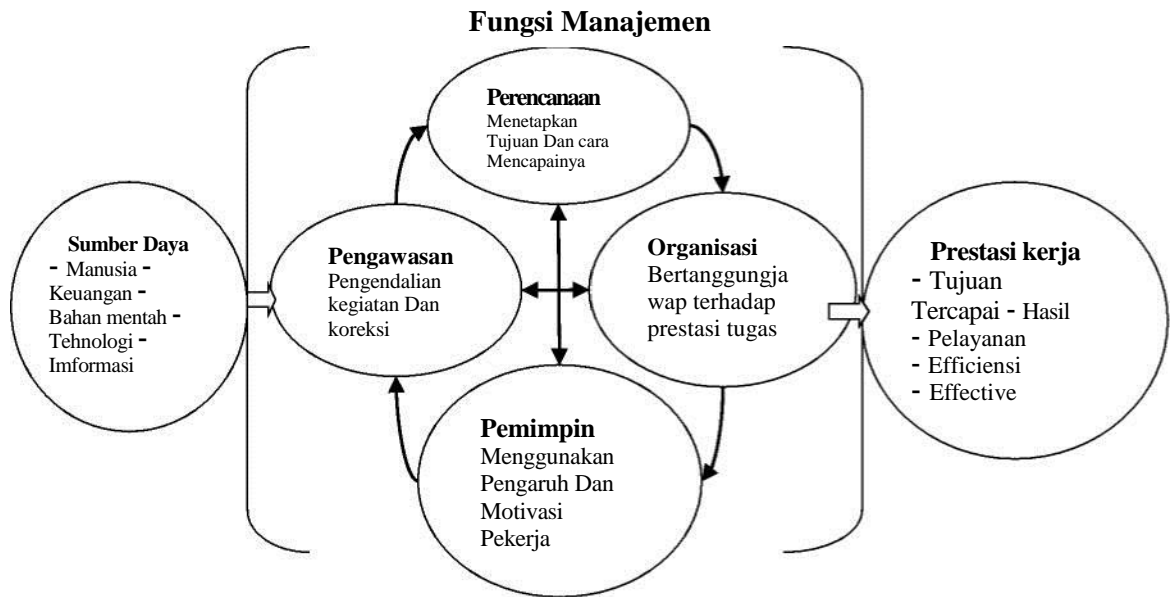 Fungsi Manajemen
Perencanaan
Menetapkan
Tujuan Dan cara
Mencapainya
Sumber Daya
- Manusia -
Keuangan -
Bahan mentah -
Tehnologi -
Imformasi
Pengawasan
Pengendalian
kegiatan Dan
koreksi
Organisasi
Bertanggungja
wap terhadap
prestasi tugas
Prestasi kerja
- Tujuan
Tercapai - Hasil
- Pelayanan
- Efficiensi
- Effective
Pemimpin
Menggunakan
Pengaruh Dan
Motivasi
Pekerja